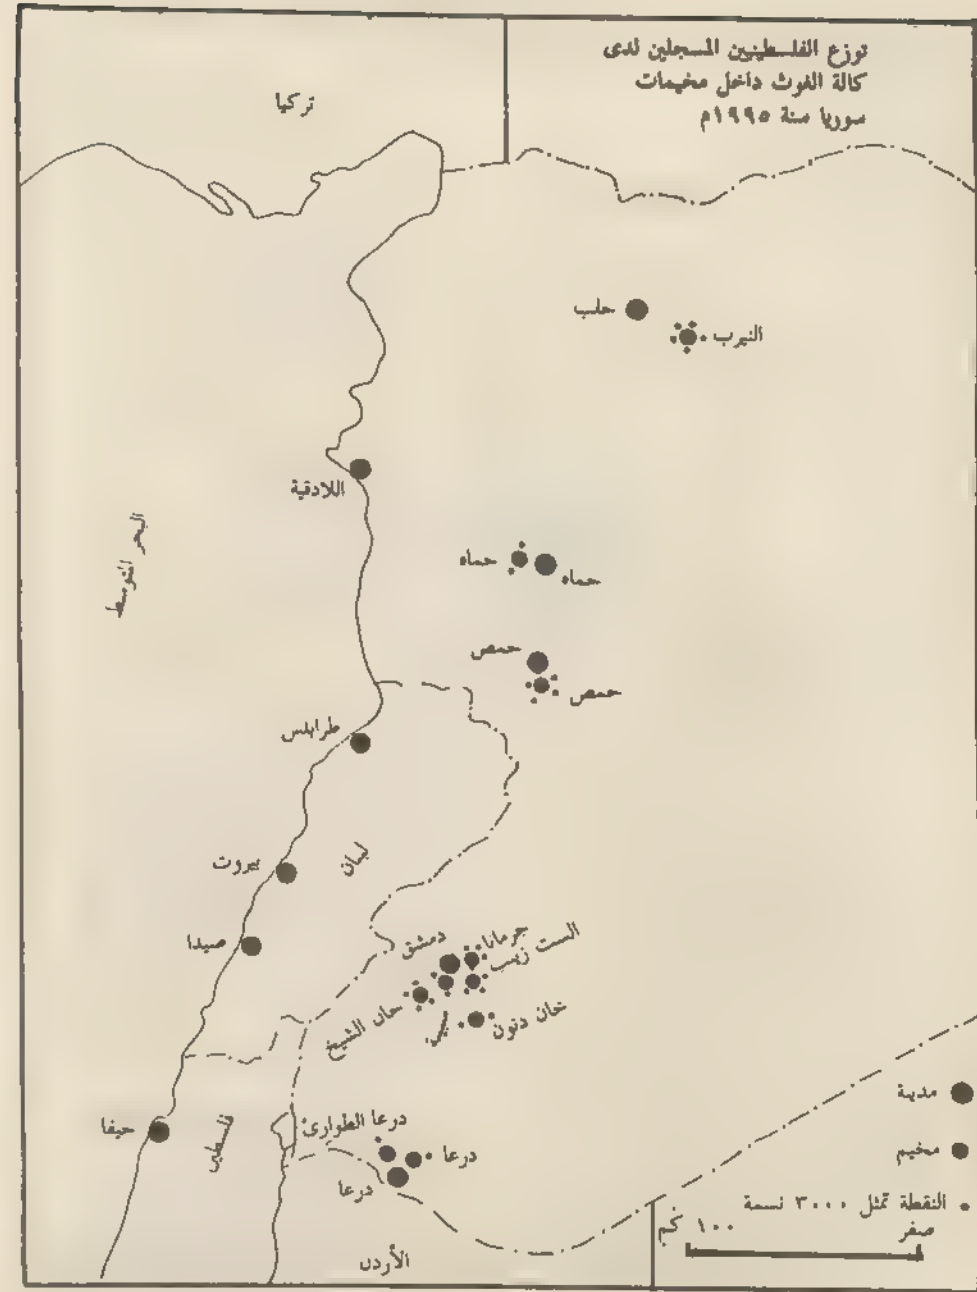 توزع الفلسطينيين المسجلين لدى
كالة الغوث داخل مخيمات
سوريا سنة ١٩٩٥م
تركيا
حلب
النيرب
اللاذقية
البحر المتوسط
حماه
حماه
حمص
حمص
طرابلس
لبنان
بيروت
صيدا
دمشق
جرمانا
الست زينب
خان الشيخ
خان دنون
حيفا
فلسطين
درعا الطوارئ
درعا
درعا
الأردن
مدينة
مخيم
النقطة تمثل ٣٠٠٠ نسمة
صفر ١٠٠ كم